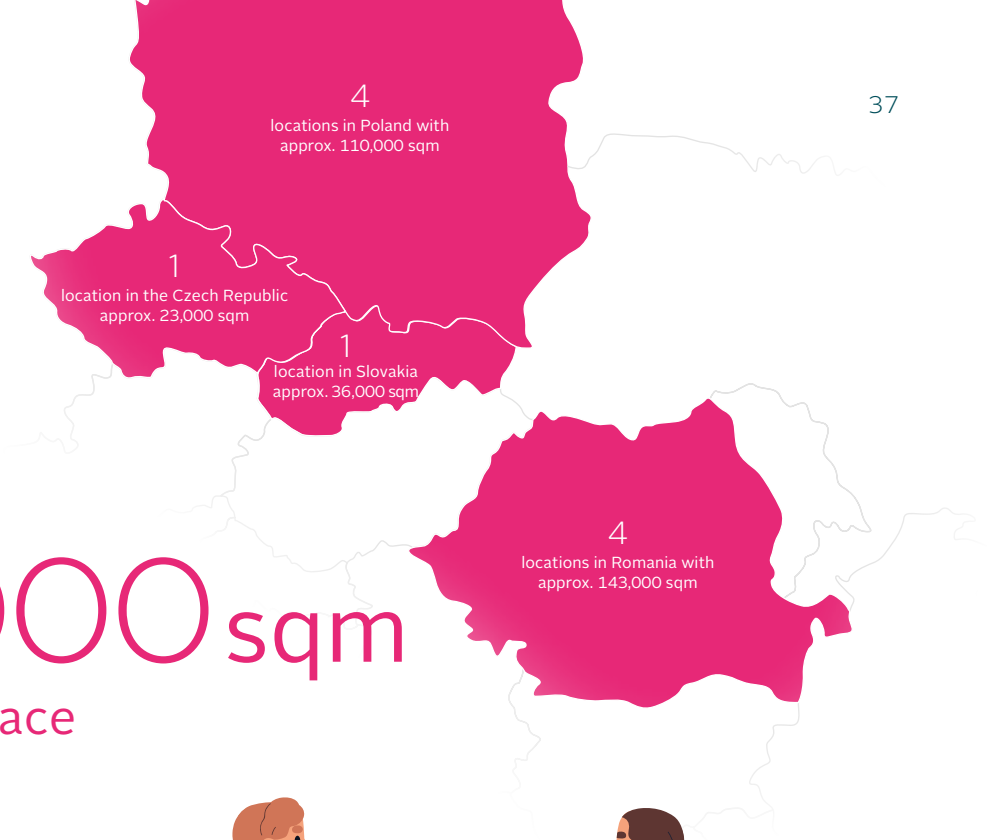 37
4
locations in Poland with
approx. 110,000 sqm
1
location in the Czech Republic
approx. 23,000 sqm
1
location in Slovakia
approx. 36,000 sqm
4
locations in Romania with
approx. 143,000 sqm
sqm